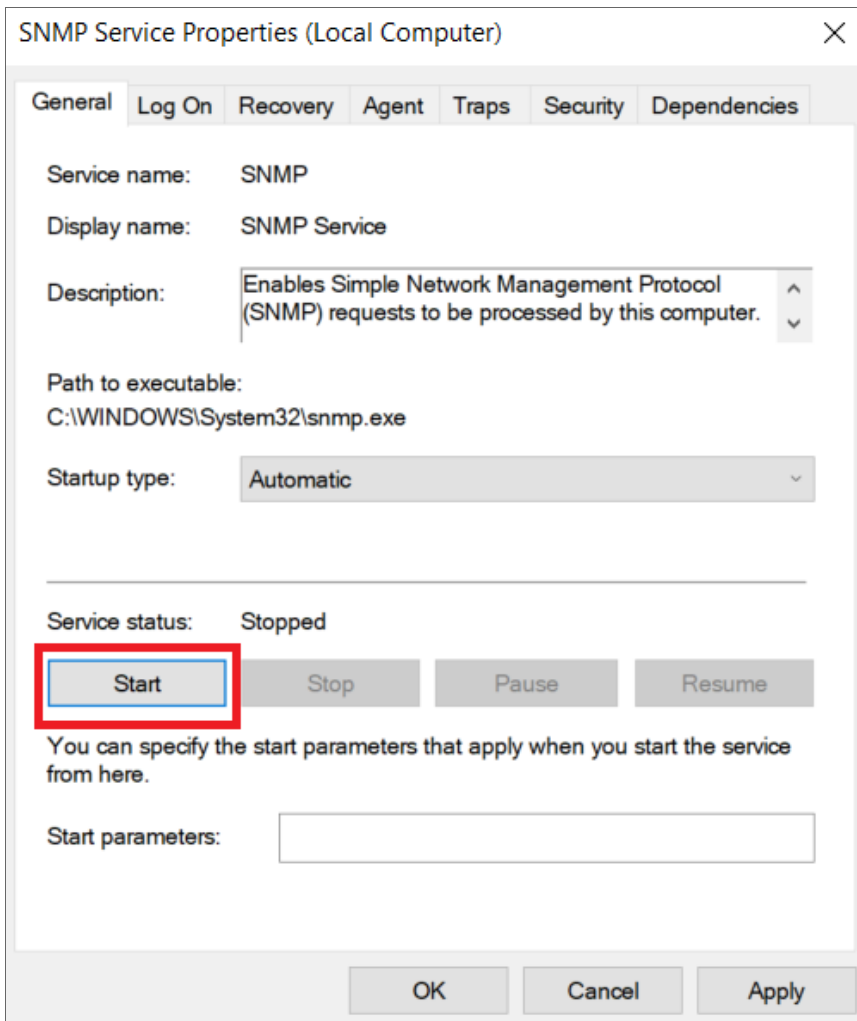 SNMP Service Properties (Local Computer)
General Log On Recovery Agent Traps Security Dependencies
Service name: SNMP
Display name: SNMP Service
Description: Enables Simple Network Management Protocol
(SNMP) requests to be processed by this computer.
Path to executable:
C:\WINDOWS\System32\snmp.exe
Startup type: Automatic
Service status: Stopped
Start Stop Pause Resume
You can specify the start parameters that apply when you start the service
from here.
Start parameters:
OK Cancel Apply